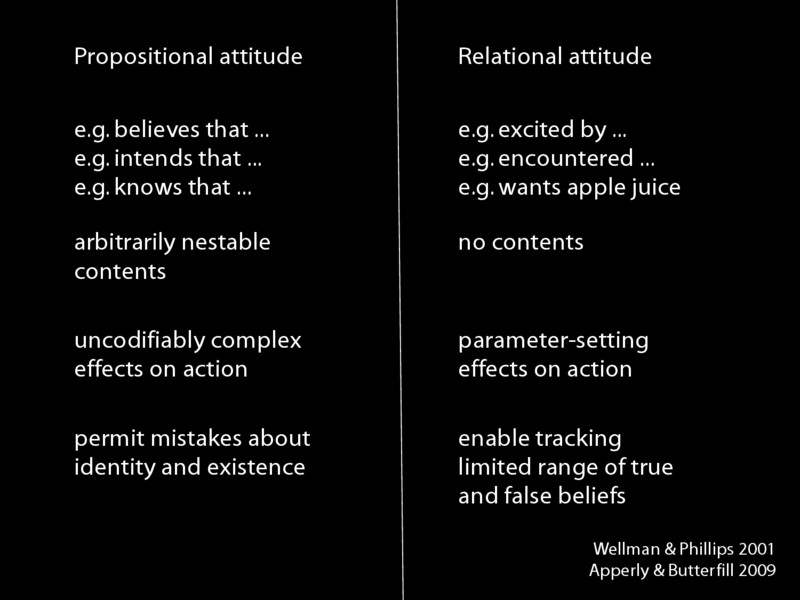 Propositional attitude
e.g. believes that ...
e.g. intends that ...
e.g. knows that ...
arbitrarily nestable
contents
uncodifiably complex
effects on action
permit mistakes about
identity and existence
Relational attitude
e.g. excited by ...
e.g. encountered ...
e.g. wants apple juice
no contents
parameter-setting
effects on action
enable tracking
limited range of true
and false beliefs
Wellman & Phillips 2001
Apperly & Butterfill 2009